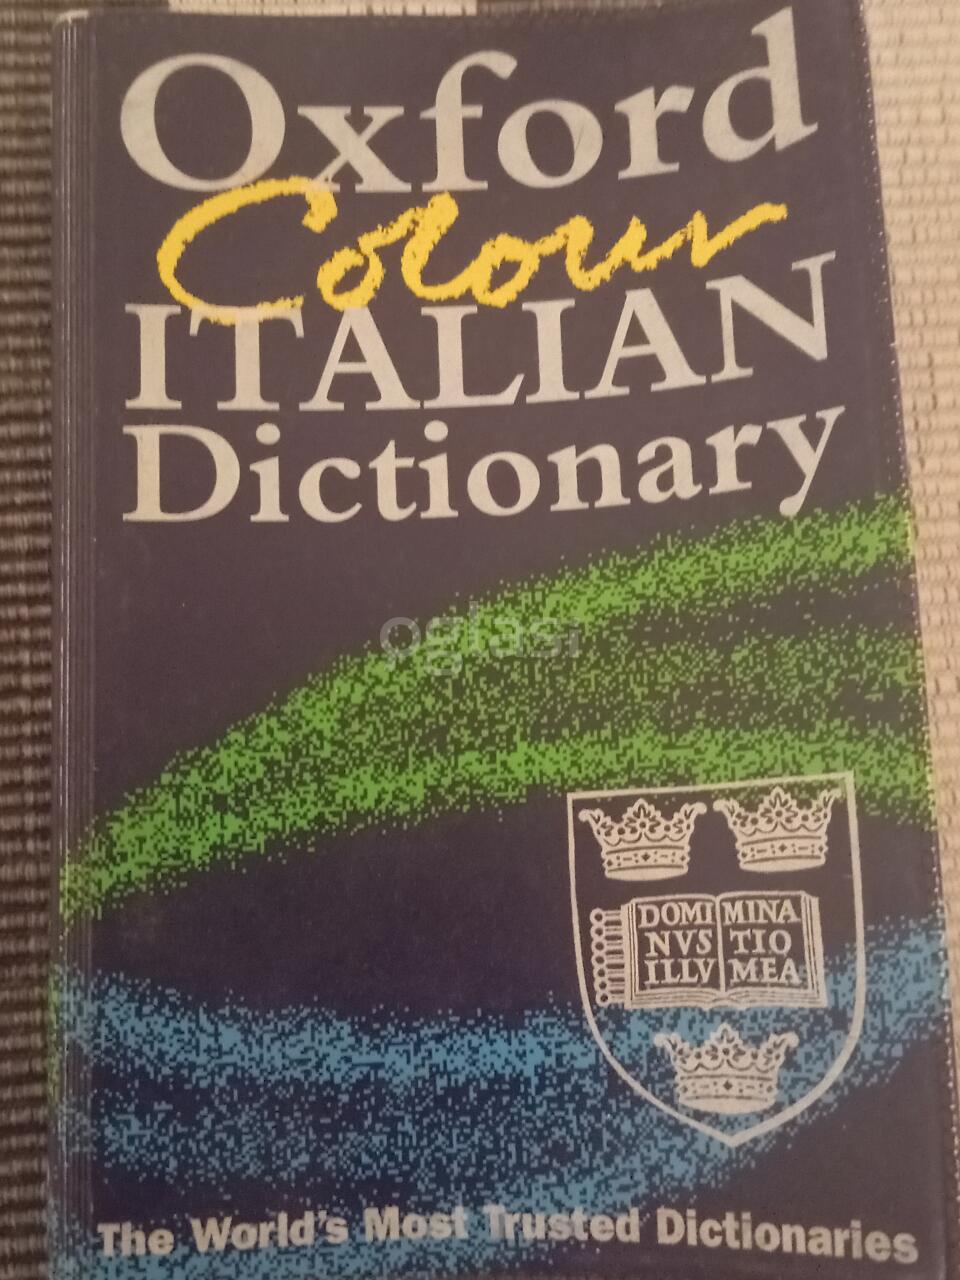 Oxford
Colour
ITALIAN
Dictionary
oglasi
DOMI MINA
NVS TIO
ILLV MEA
The World's Most Trusted Dictionaries